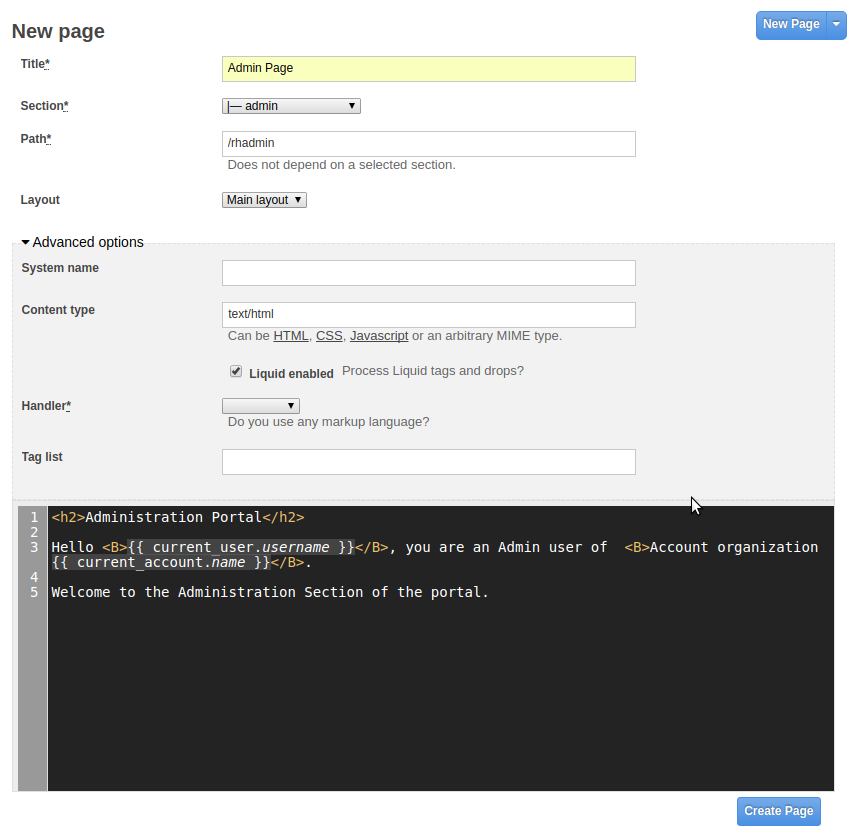 New page
New Page
Title*
Admin Page
Section*
|— admin
Path*
/rhadmin
Does not depend on a selected section.
Layout
Main layout
Advanced options
System name
Content type
text/html
Can be HTML, CSS, Javascript or an arbitrary MIME type.
Liquid enabled Process Liquid tags and drops?
Handler*
Do you use any markup language?
Tag list
1 <h2>Administration Portal</h2>
2
3 Hello <B>{{ current_user.username }}</B>, you are an Admin user of  <B>Account organization
{{ current_account.name }}</B>.
4
5 Welcome to the Administration Section of the portal.
Create Page